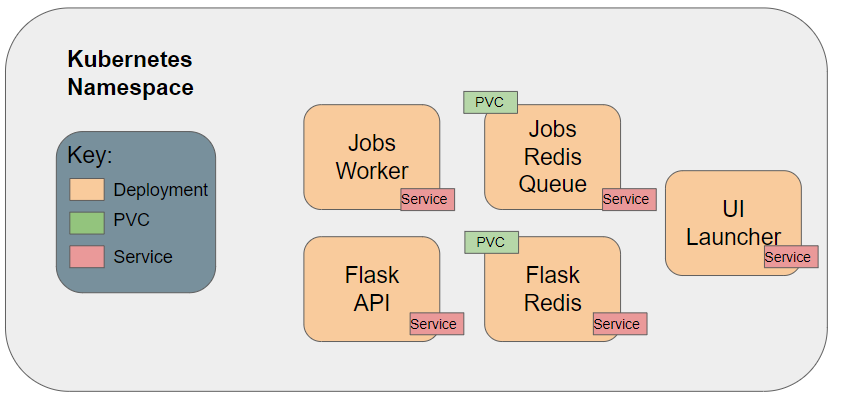 Kubernetes
Namespace
Key:
Deployment
PVC
Service
Jobs
Worker
Service
PVC
Jobs
Redis
Queue
Service
UI
Launcher
Service
Flask
API
Service
PVC
Flask
Redis
Service